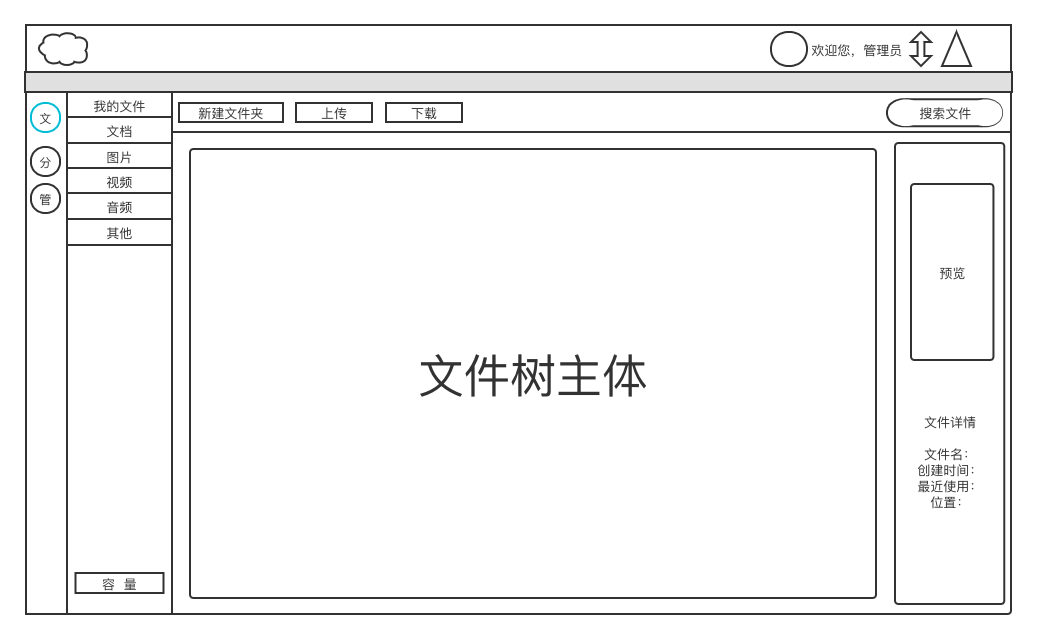 欢迎您，管理员
文
分
管
我的文件
文档
图片
视频
音频
其他
容 量
新建文件夹
上传
下载
搜索文件
文件树主体
预览
文件详情
文件名：
创建时间：
最近使用：
位置：